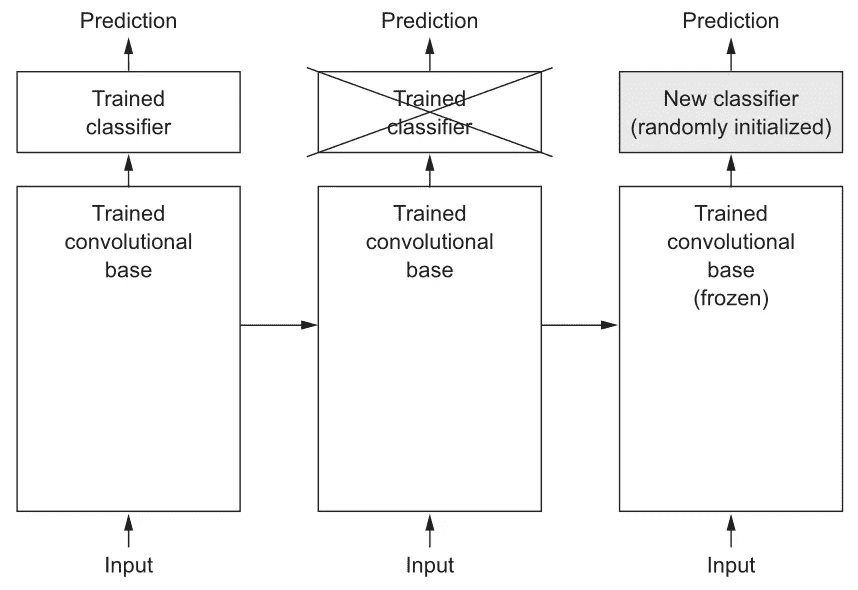 Prediction
Trained
classifier
Trained
convolutional
base
Input
Prediction
Trained
classifier
Trained
convolutional
base
Input
Prediction
New classifier
(randomly initialized)
Trained
convolutional
base
(frozen)
Input